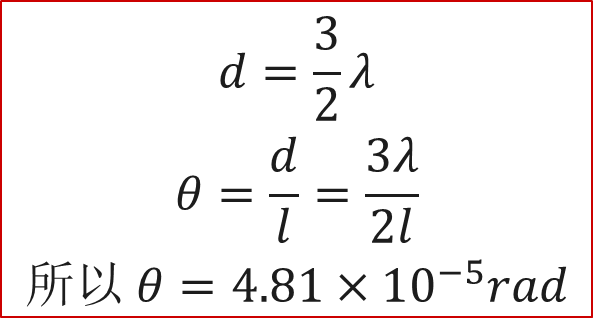 d = 3/2 λ
θ = d/l = 3λ/2l
所以 θ = 4.81 × 10⁻⁵rad